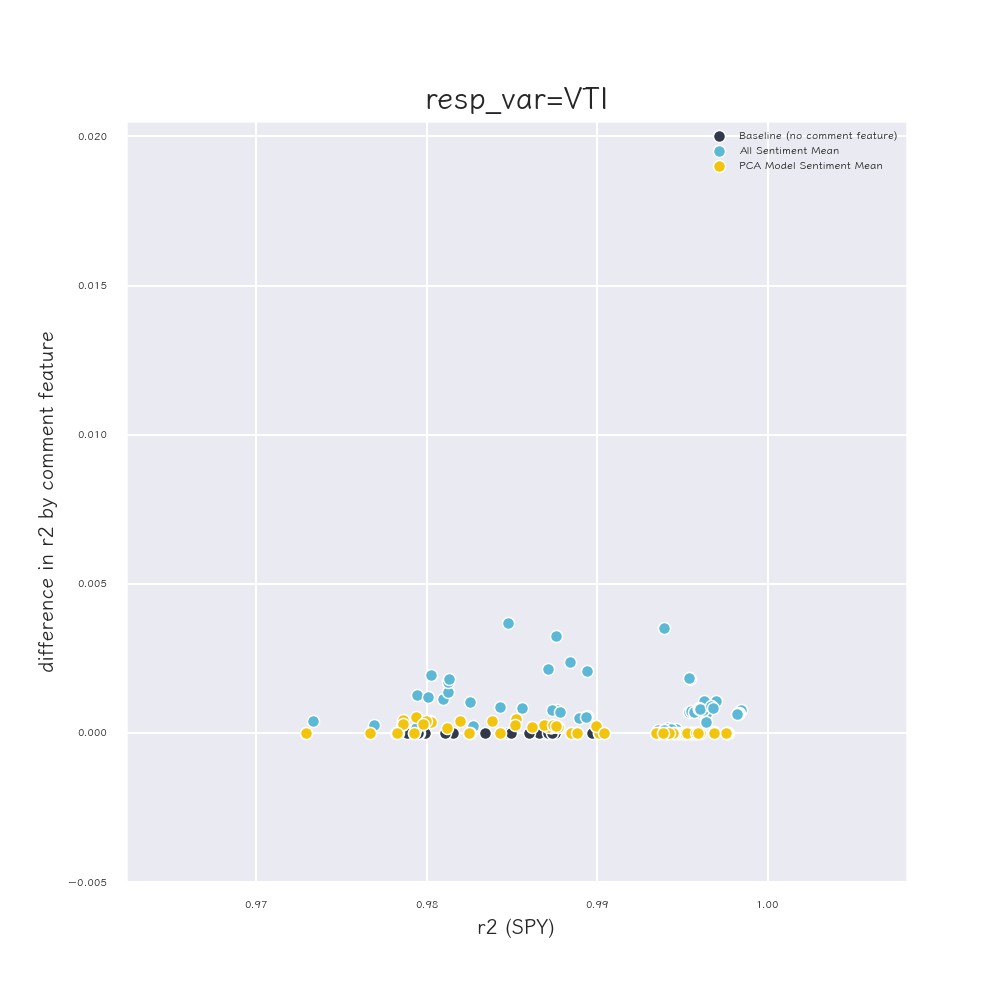 resp_var=VTI
Baseline (no comment feature)
All Sentiment Mean
PCA Model Sentiment Mean
0.020
0.015
0.010
0.005
0.000
−0.005
difference in r2 by comment feature
0.97
0.98
0.99
1.00
r2 (SPY)